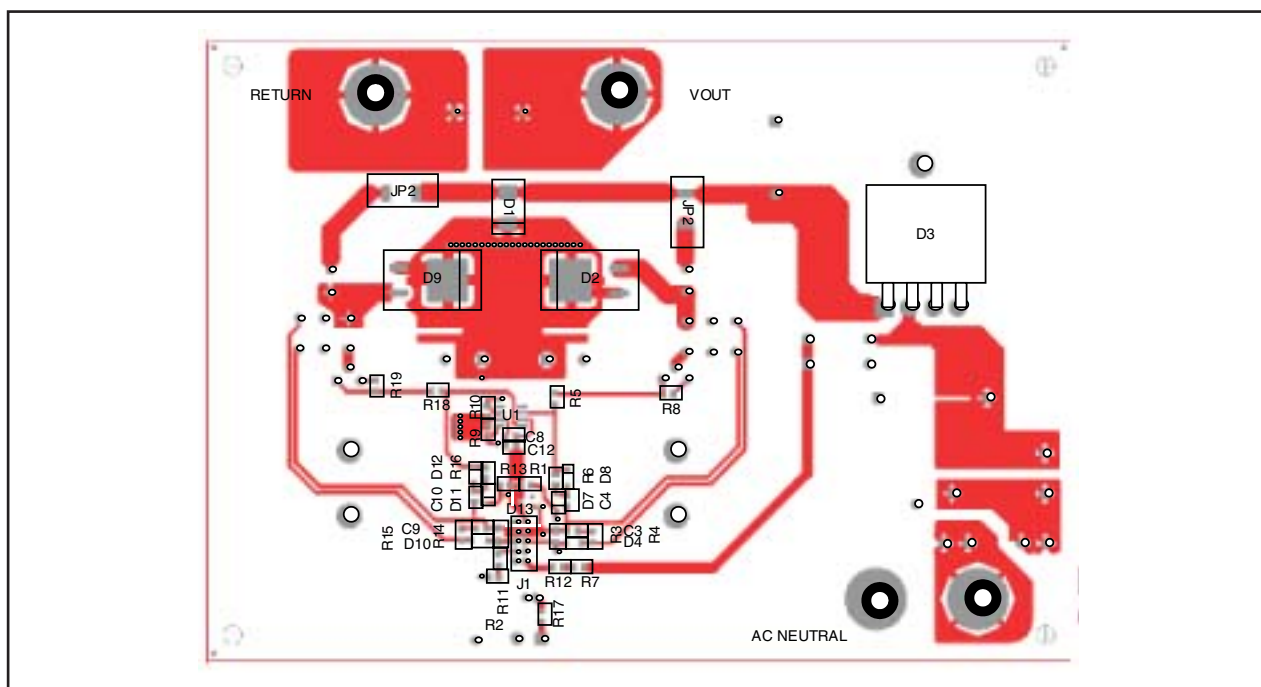 RETURN
VOUT
JP2
D1
JP2
D3
D9
D2
R19
R18
R10
U1
R5
R8
R9
C8
C12
D12
R16
R13
R1
R6
D8
C10
D11
D7
C4
D13
R15
C9
D10
R14
R3
C3
D4
R4
R11
J1
R12
R7
R2
R17
AC NEUTRAL